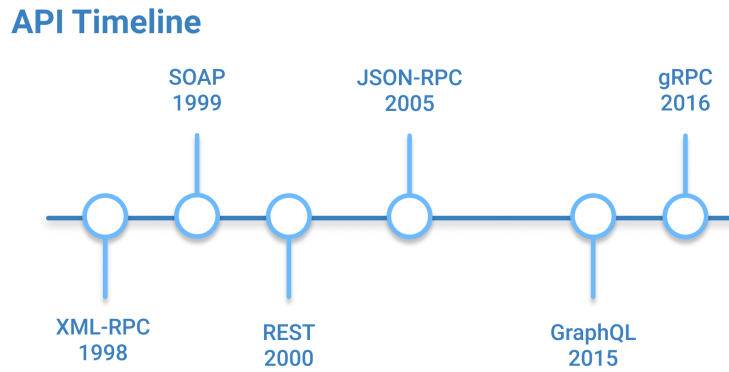 API Timeline
SOAP
1999
JSON-RPC
2005
gRPC
2016
XML-RPC
1998
REST
2000
GraphQL
2015